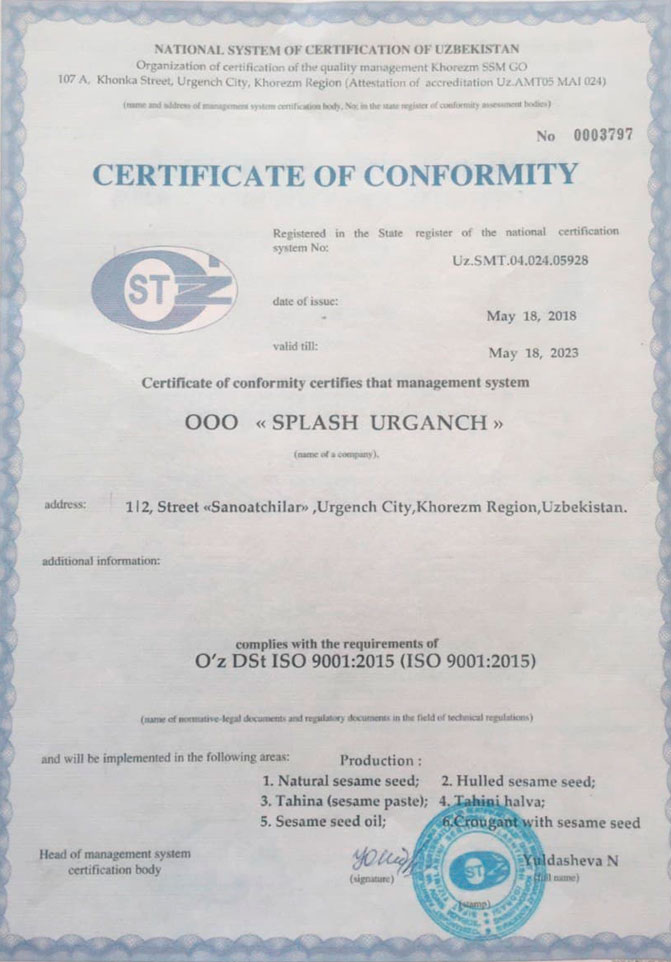 NATIONAL SYSTEM OF CERTIFICATION OF UZBEKISTAN
Organization of certification of the quality management Khorezm SSM GO
107 A, Khonka Street, Urgench City, Khorezm Region (Attestation of accreditation Uz.AMT05 MAI 024)
(name and address of management system certification body, No; in the state register of conformity assessment bodies)
No 0003797
CERTIFICATE OF CONFORMITY
Registered in the State register of the national certification
system No:
Uz.SMT.04.024.05928
STZ
date of issue:
May 18, 2018
valid till:
May 18, 2023
Certificate of conformity certifies that management system
OOO « SPLASH URGANCH »
(name of a company).
address: 1|2, Street «Sanoatchilar» ,Urgench City,Khorezm Region,Uzbekistan.
additional information:
complies with the requirements of
O'z DSt ISO 9001:2015 (ISO 9001:2015)
(name of normative-legal documents and regulatory documents in the field of technical regulations)
and will be implemented in the following areas: Production :
1. Natural sesame seed; 2. Hulled sesame seed;
3. Tahina (sesame paste); 4. Tahini halva;
5. Sesame seed oil; 6.Crougant with sesame seed
Head of management system
certification body
Yuldasheva N
(signature)
(full name)
ST
(stamp)